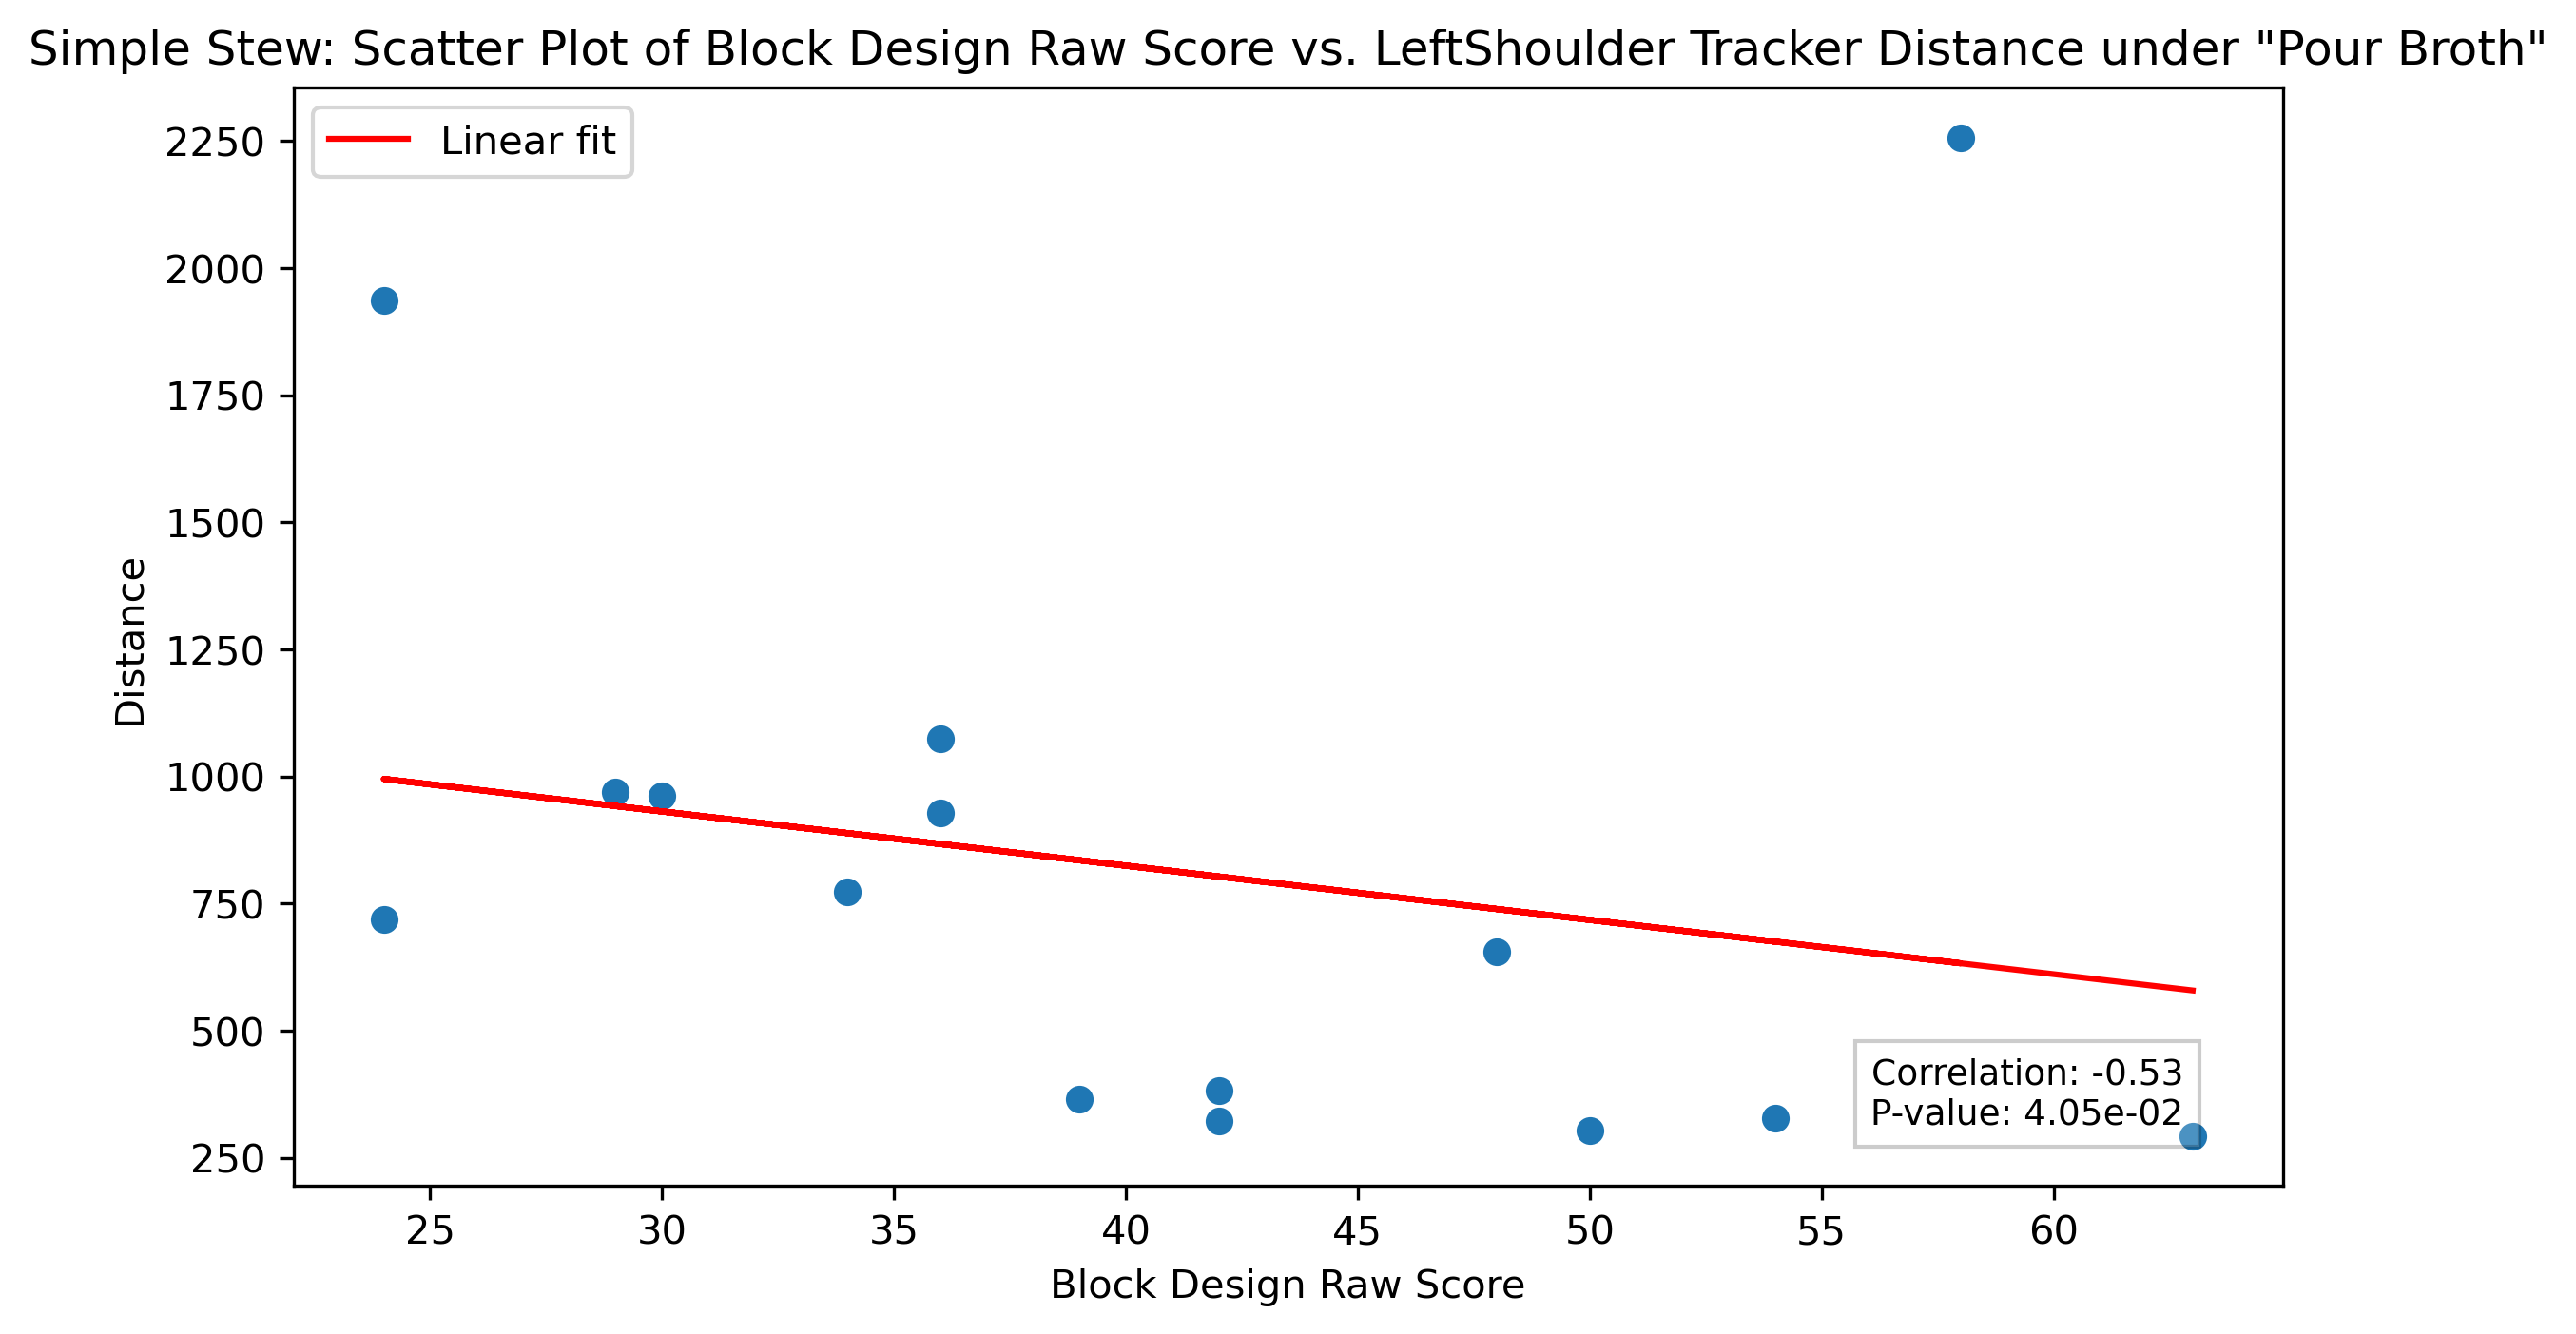 Simple Stew: Scatter Plot of Block Design Raw Score vs. LeftShoulder Tracker Distance under "Pour Broth"
Linear fit
2250
2000
1750
1500
1250
1000
750
500
250
Distance
Correlation: -0.53
P-value: 4.05e-02
25 30 35 40 45 50 55 60
Block Design Raw Score